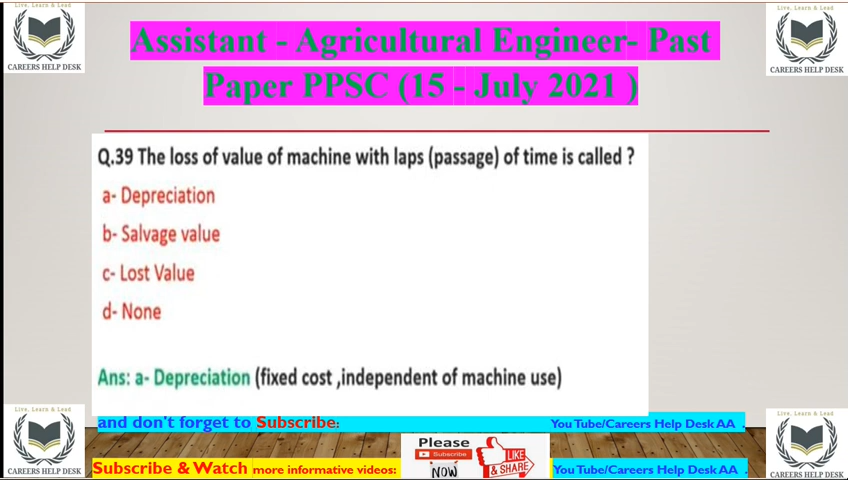 Live, Learn & Lead
CAREERS HELP DESK
Live, Learn & Lead
CAREERS HELP DESK
Assistant - Agricultural Engineer- Past
Paper PPSC (15 - July 2021 )
Q.39 The loss of value of machine with laps (passage) of time is called ?
a- Depreciation
b- Salvage value
c- Lost Value
d- None
Ans: a- Depreciation (fixed cost ,independent of machine use)
Live, Learn & Lead
CAREERS HELP DESK
and don't forget to Subscribe: You Tube/Careers Help Desk AA .
Subscribe & Watch more informative videos:
Please
Subscribe
NOW
LIKE
& SHARE
You Tube/Careers Help Desk AA .
Live, Learn & Lead
CAREERS HELP DESK